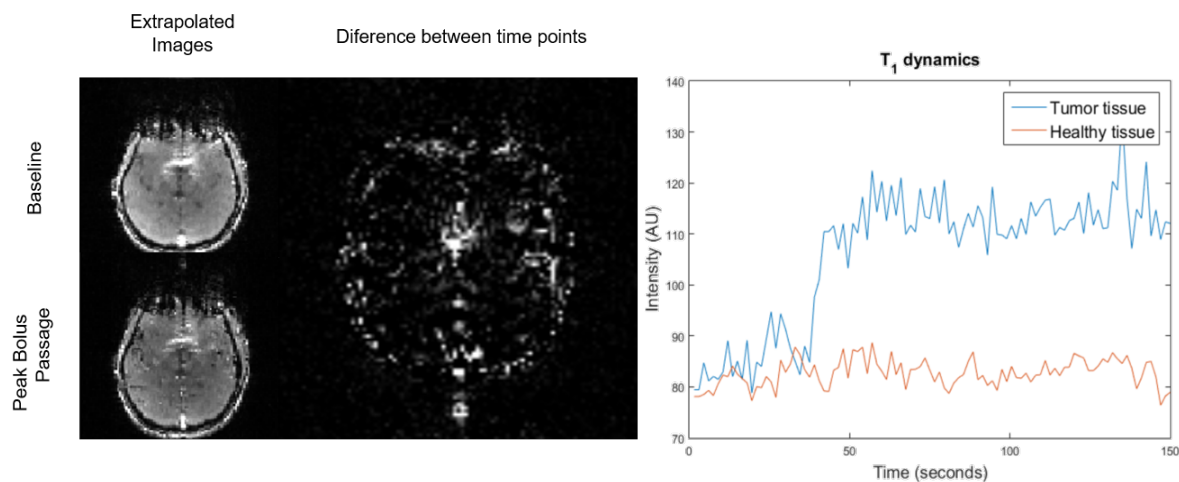 Extrapolated
Images
Diference between time points
Baseline
Peak Bolus
Passage
T1 dynamics
Tumor tissue
Healthy tissue
Intensity (AU)
140
130
120
110
100
90
80
70
0
50
100
150
Time (seconds)